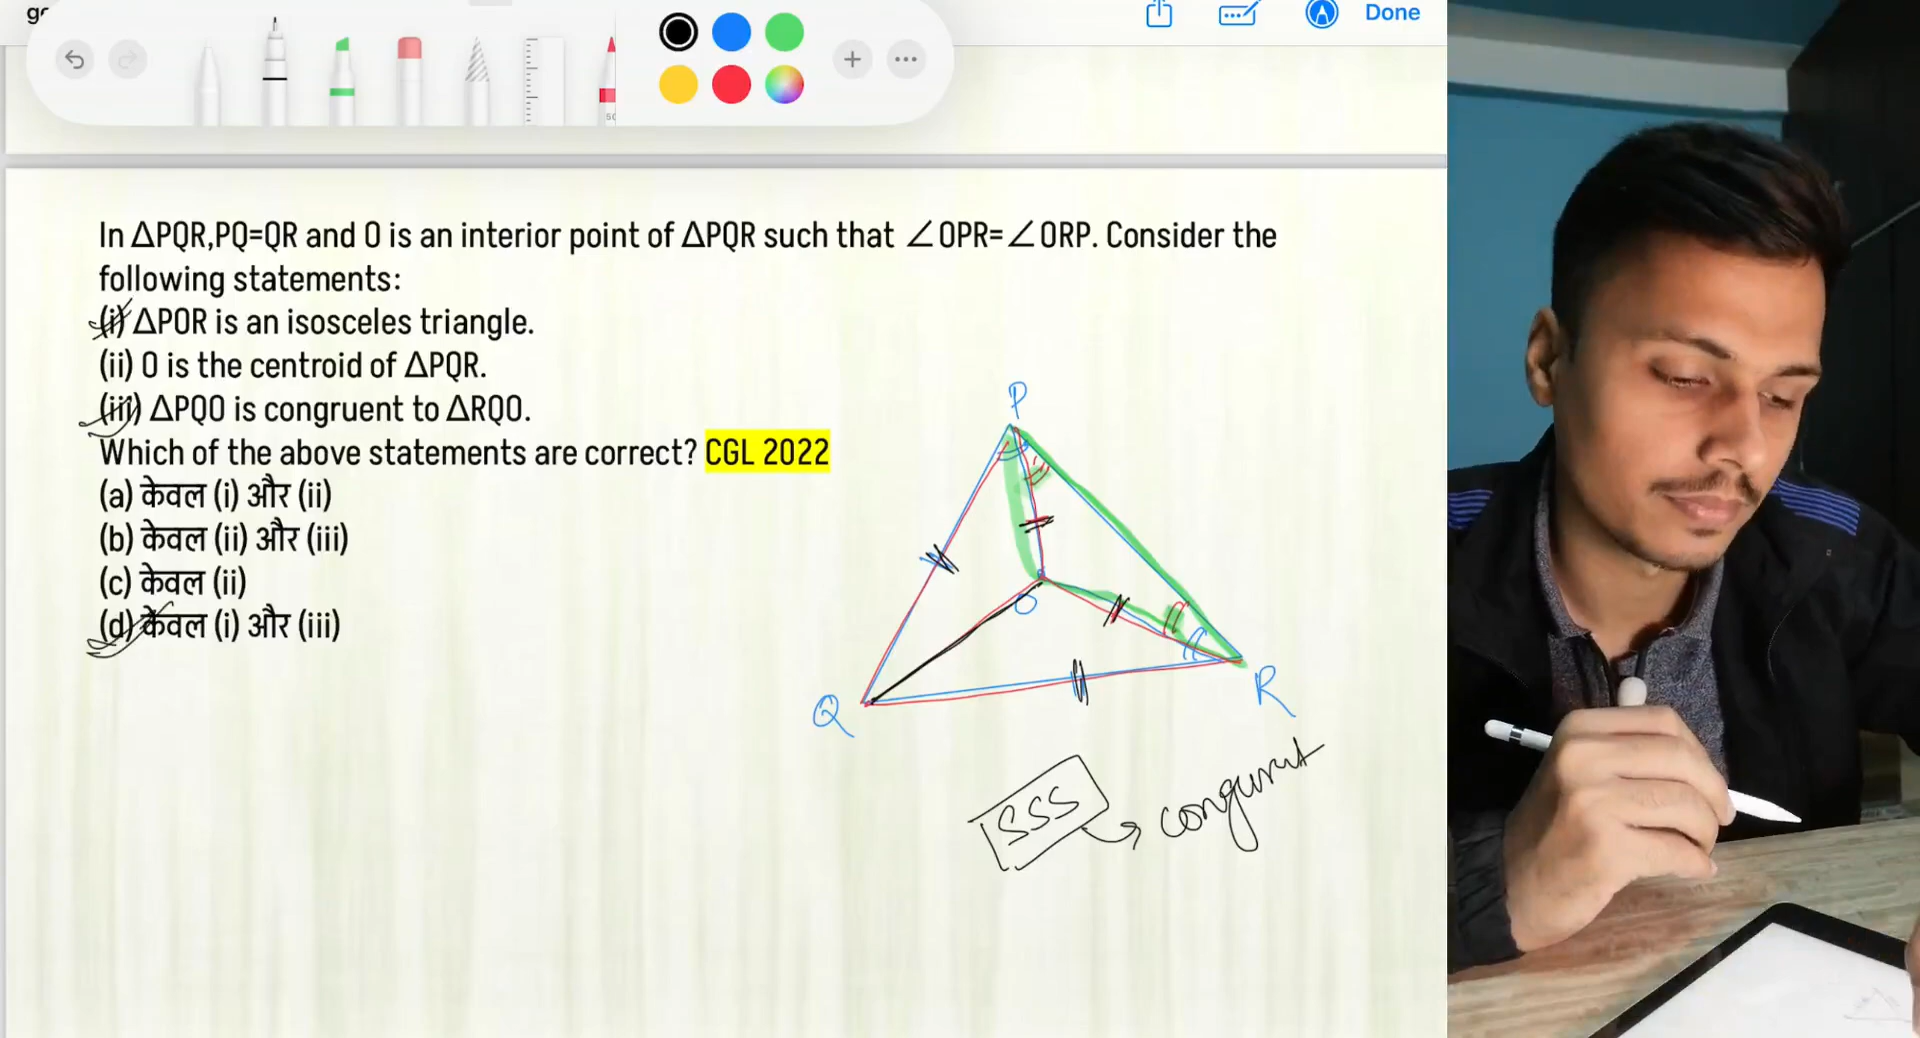 Done
In ΔPQR,PQ=QR and O is an interior point of ΔPQR such that ∠OPR=∠ORP. Consider the
following statements:
(i) ΔPOR is an isosceles triangle.
(ii) O is the centroid of ΔPQR.
(iii) ΔPQO is congruent to ΔRQO.
Which of the above statements are correct? CGL 2022
(a) केवल (i) और (ii)
(b) केवल (ii) और (iii)
(c) केवल (ii)
(d) केवल (i) और (iii)
P
O
Q
R
SSS